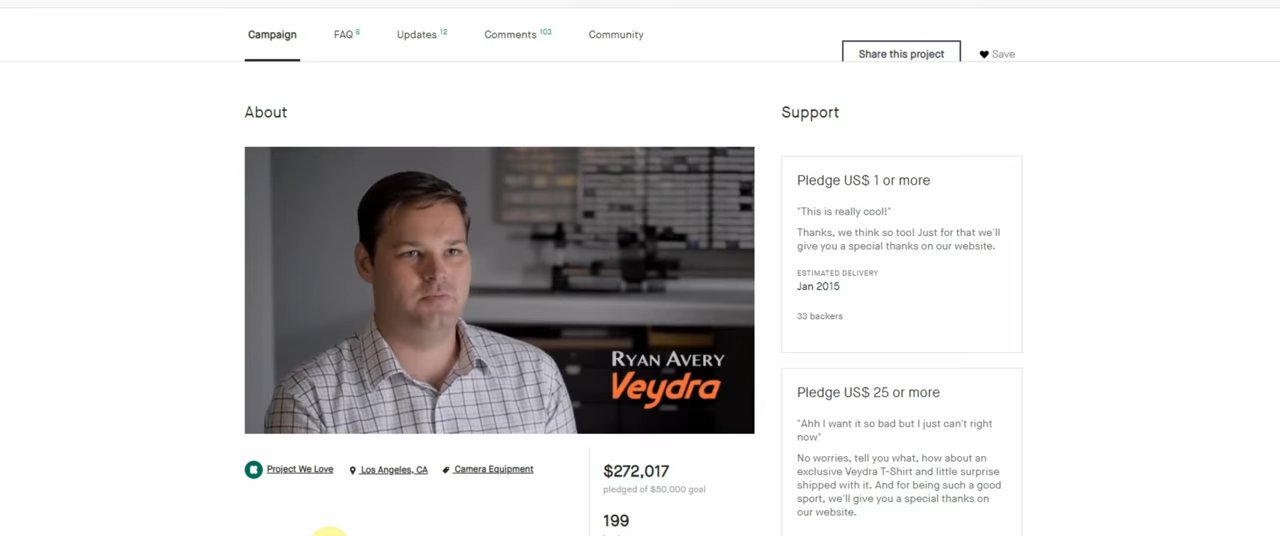 Campaign
FAQ 6
Updates 12
Comments 103
Community
Share this project
Save
About
Support
RYAN AVERY
Veydra
Project We Love
Los Angeles, CA
Camera Equipment
$272,017
pledged of $50,000 goal
199
Pledge US$ 1 or more
"This is really cool!"
Thanks, we think so too! Just for that we'll
give you a special thanks on our website.
ESTIMATED DELIVERY
Jan 2015
33 backers
Pledge US$ 25 or more
"Ahh I want it so bad but I just can't right
now"
No worries, tell you what, how about an
exclusive Veydra T-Shirt and little surprise
shipped with it. And for being such a good
sport, we'll give you a special thanks on
our website.